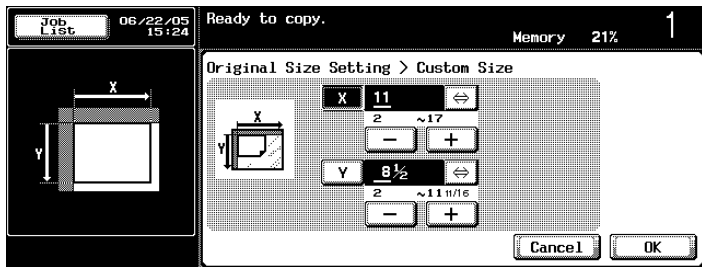 Job List
06/22/05
15:24
Ready to copy.
Memory 21%
1
Original Size Setting > Custom Size
X
Y
X
Y
X 11 ⇔
2 ~17
− +
Y 8½ ⇔
2 ~11 11/16
− +
Cancel OK